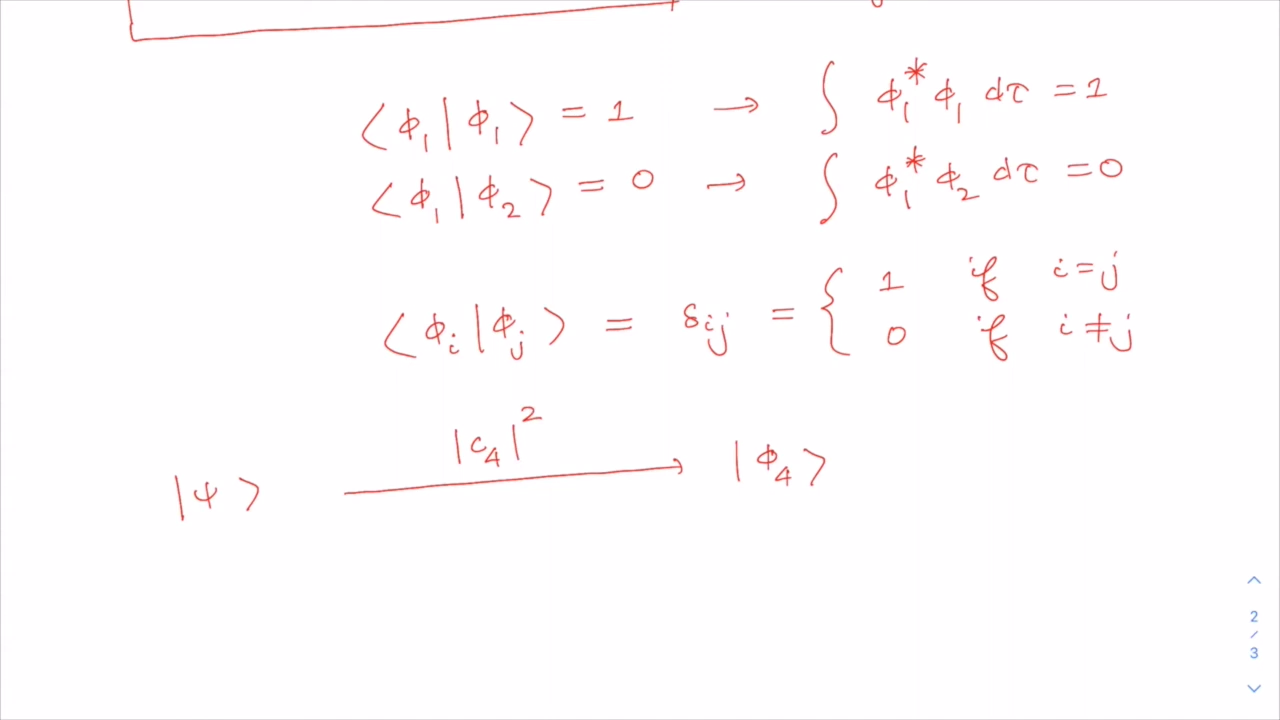 ⟨ϕ₁|ϕ₁⟩ = 1 → ∫ ϕ₁* ϕ₁ dτ = 1
⟨ϕ₁|ϕ₂⟩ = 0 → ∫ ϕ₁* ϕ₂ dτ = 0
⟨ϕᵢ|ϕⱼ⟩ = δᵢⱼ = { 1 if i = j
0 if i ≠ j
|c₄|²
|ψ⟩ → |ϕ₄⟩
2
/
3